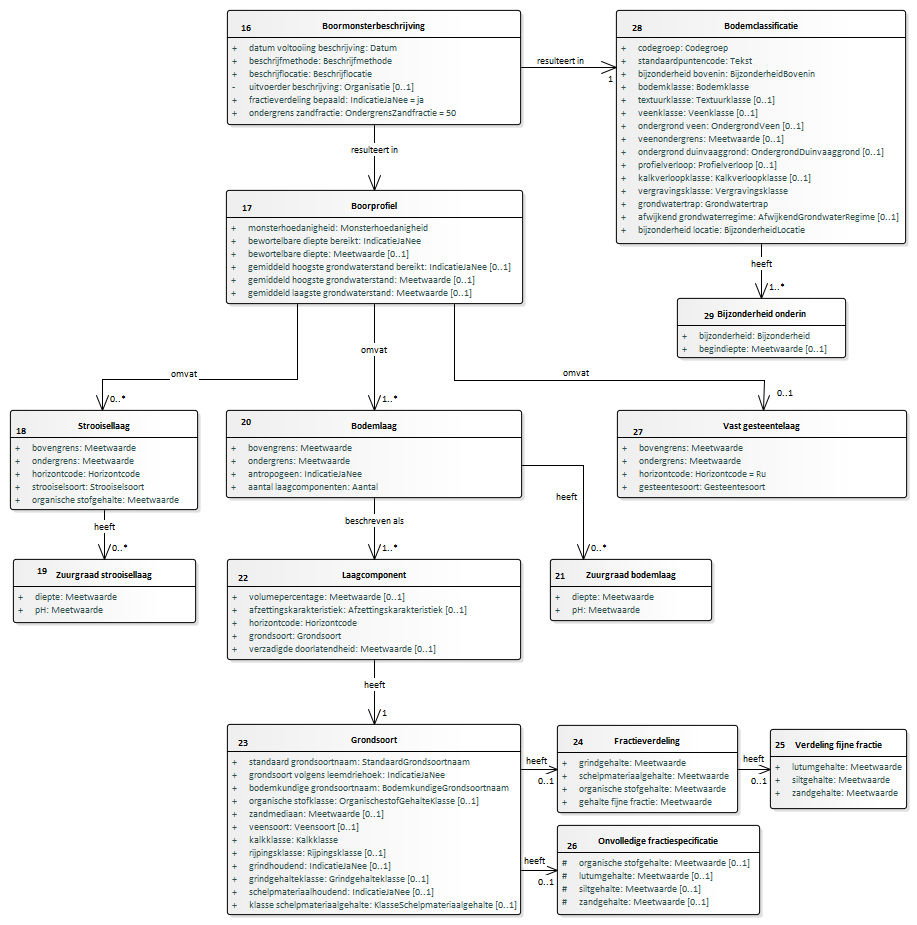 16 Boormonsterbeschrijving
+ datum voltooiing beschrijving: Datum
+ beschrijfmethode: Beschrijfmethode
+ beschrijflocatie: Beschrijflocatie
- uitvoerder beschrijving: Organisatie [0..1]
+ fractieverdeling bepaald: IndicatieJaNee = ja
+ ondergrens zandfractie: OndergrensZandfractie = 50
resulteert in
1
28 Bodemclassificatie
+ codegroep: Codegroep
+ standaardpuntencode: Tekst
+ bijzonderheid bovenin: BijzonderheidBovenin
+ bodemklasse: Bodemklasse
+ textuurklasse: Textuurklasse [0..1]
+ veenklasse: Veenklasse [0..1]
+ ondergrond veen: OndergrondVeen [0..1]
+ veenondergrens: Meetwaarde [0..1]
+ ondergrond duinvaaggrond: OndergrondDuinvaaggrond [0..1]
+ profielverloop: Profielverloop [0..1]
+ kalkverloopklasse: Kalkverloopklasse [0..1]
+ vergravingsklasse: Vergravingsklasse
+ grondwatertrap: Grondwatertrap
+ afwijkend grondwaterregime: AfwijkendGrondwaterRegime [0..1]
+ bijzonderheid locatie: BijzonderheidLocatie
resulteert in
17 Boorprofiel
+ monsterhoedanigheid: Monsterhoedanigheid
+ bewortelbare diepte bereikt: IndicatieJaNee
+ bewortelbare diepte: Meetwaarde [0..1]
+ gemiddeld hoogste grondwaterstand bereikt: IndicatieJaNee [0..1]
+ gemiddeld hoogste grondwaterstand: Meetwaarde [0..1]
+ gemiddeld laagste grondwaterstand: Meetwaarde [0..1]
heeft
1..*
29 Bijzonderheid onderin
+ bijzonderheid: Bijzonderheid
+ begindiepte: Meetwaarde [0..1]
omvat
0..*
omvat
1..*
omvat
0..1
18 Strooisellaag
+ bovengrens: Meetwaarde
+ ondergrens: Meetwaarde
+ horizontcode: Horizontcode
+ strooiselsoort: Strooiselsoort
+ organische stofgehalte: Meetwaarde
20 Bodemlaag
+ bovengrens: Meetwaarde
+ ondergrens: Meetwaarde
+ antropogeen: IndicatieJaNee
+ aantal laagcomponenten: Aantal
27 Vast gesteentelaag
+ bovengrens: Meetwaarde
+ ondergrens: Meetwaarde
+ horizontcode: Horizontcode = Ru
+ gesteentesoort: Gesteentesoort
heeft
0..*
beschreven als
1..*
heeft
0..*
19 Zuurgraad strooisellaag
+ diepte: Meetwaarde
+ pH: Meetwaarde
22 Laagcomponent
+ volumepercentage: Meetwaarde [0..1]
+ afzettingskarakteristiek: Afzettingskarakteristiek [0..1]
+ horizontcode: Horizontcode
+ grondsoort: Grondsoort
+ verzadigde doorlatendheid: Meetwaarde [0..1]
21 Zuurgraad bodemlaag
+ diepte: Meetwaarde
+ pH: Meetwaarde
heeft
1
23 Grondsoort
+ standaard grondsoortnaam: StandaardGrondsoortnaam
+ grondsoort volgens leemdriehoek: IndicatieJaNee
+ bodemkundige grondsoortnaam: BodemkundigeGrondsoortnaam
+ organische stofklasse: OrganischestofGehalteklasse [0..1]
+ zandmediaan: Meetwaarde [0..1]
+ veensoort: Veensoort [0..1]
+ kalkklasse: Kalkklasse
+ rijpingsklasse: Rijpingsklasse [0..1]
+ grindhoudend: IndicatieJaNee [0..1]
+ grindgehalteklasse: Grindgehalteklasse [0..1]
+ schelpmateriaalhoudend: IndicatieJaNee [0..1]
+ klasse schelpmateriaalgehalte: KlasseSchelpmateriaalgehalte [0..1]
heeft
0..1
24 Fractieverdeling
+ grindgehalte: Meetwaarde
+ schelpmateriaalgehalte: Meetwaarde
+ organische stofgehalte: Meetwaarde
+ gehalte fijne fractie: Meetwaarde
heeft
0..1
25 Verdeling fijne fractie
+ lutumgehalte: Meetwaarde
+ siltgehalte: Meetwaarde
+ zandgehalte: Meetwaarde
heeft
0..1
26 Onvolledige fractiespecificatie
# organische stofgehalte: Meetwaarde [0..1]
# lutumgehalte: Meetwaarde [0..1]
# siltgehalte: Meetwaarde [0..1]
# zandgehalte: Meetwaarde [0..1]